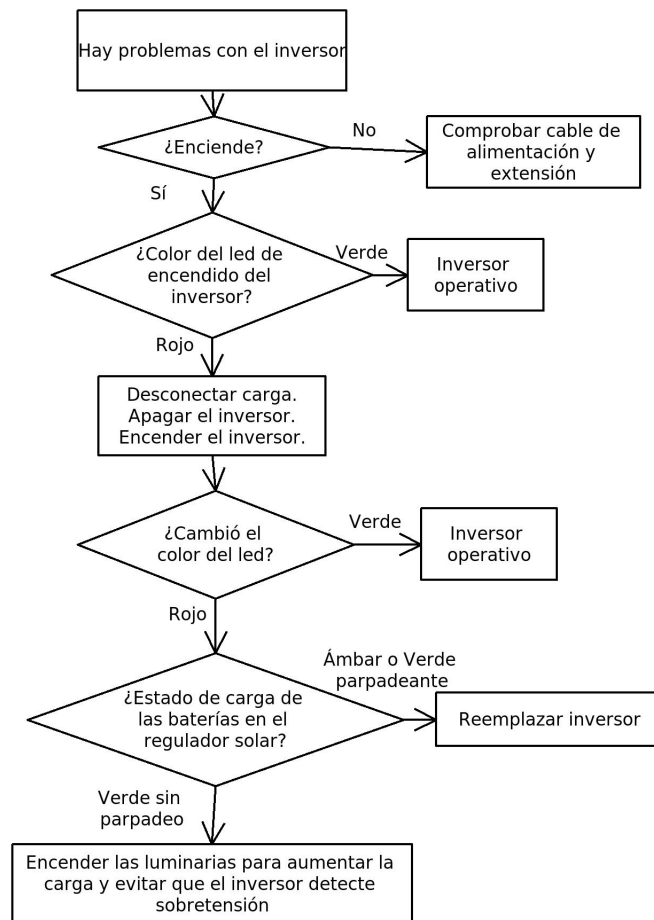 Hay problemas con el inversor
¿Enciende?
No
Comprobar cable de
alimentación y
extensión
Sí
¿Color del led de
encendido del
inversor?
Verde
Inversor
operativo
Rojo
Desconectar carga.
Apagar el inversor.
Encender el inversor.
¿Cambió el
color del led?
Verde
Inversor
operativo
Rojo
¿Estado de carga de
las baterías en el
regulador solar?
Ámbar o Verde
parpadeante
Reemplazar inversor
Verde sin
parpadeo
Encender las luminarias para aumentar la
carga y evitar que el inversor detecte
sobretensión